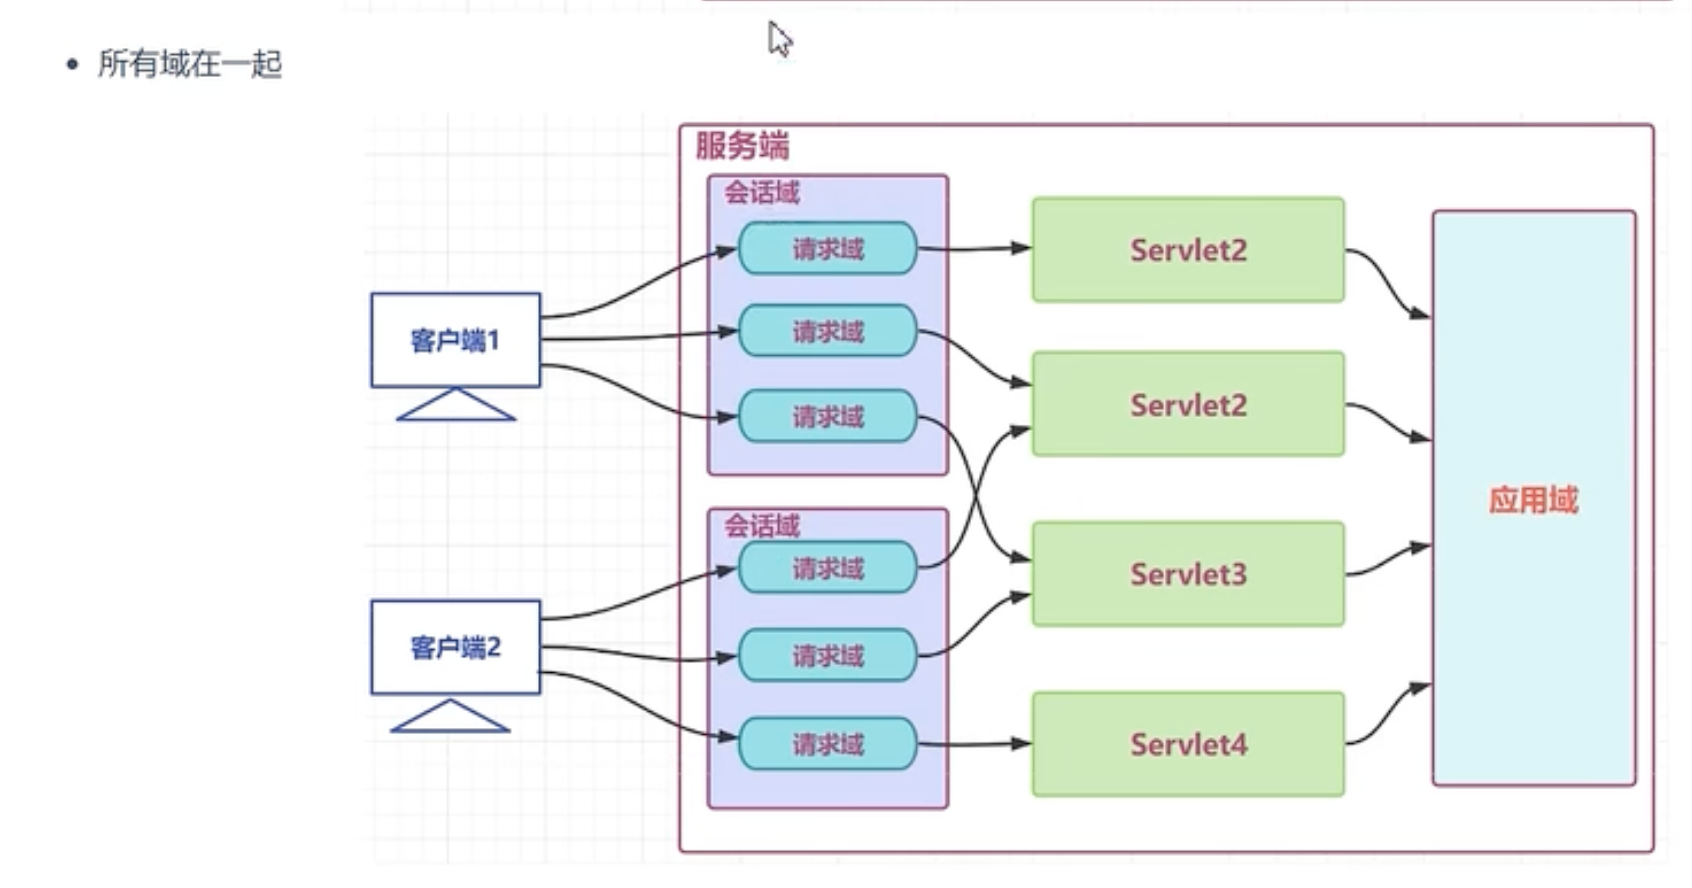 所有域在一起
服务端
会话域
请求域
请求域
请求域
会话域
请求域
请求域
请求域
客户端1
客户端2
Servlet2
Servlet2
Servlet3
Servlet4
应用域